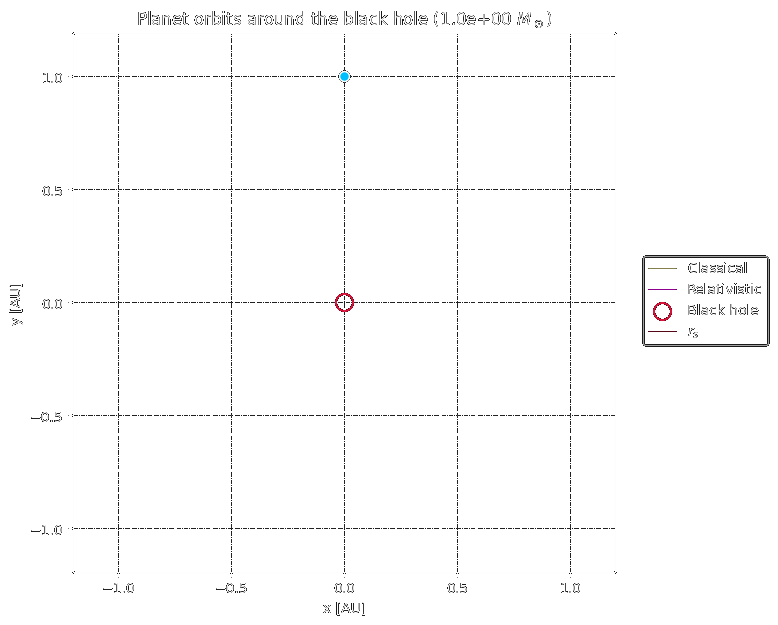 Planet orbits around the black hole (1.0e+00 M⊙)
1.0
0.5
0.0
−0.5
−1.0
y [AU]
−1.0 −0.5 0.0 0.5 1.0
x [AU]
Classical
Relativistic
Black hole
rs